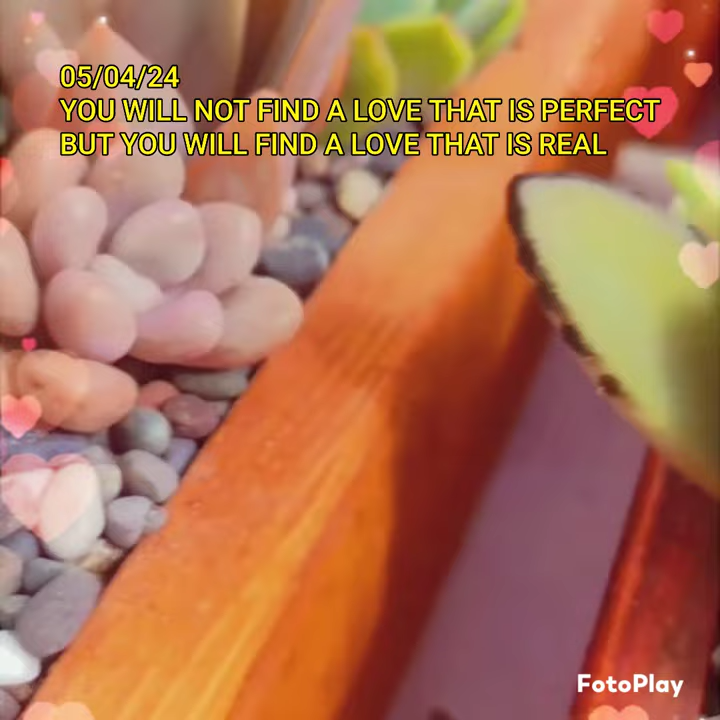 05/04/24
YOU WILL NOT FIND A LOVE THAT IS PERFECT
BUT YOU WILL FIND A LOVE THAT IS REAL
FotoPlay